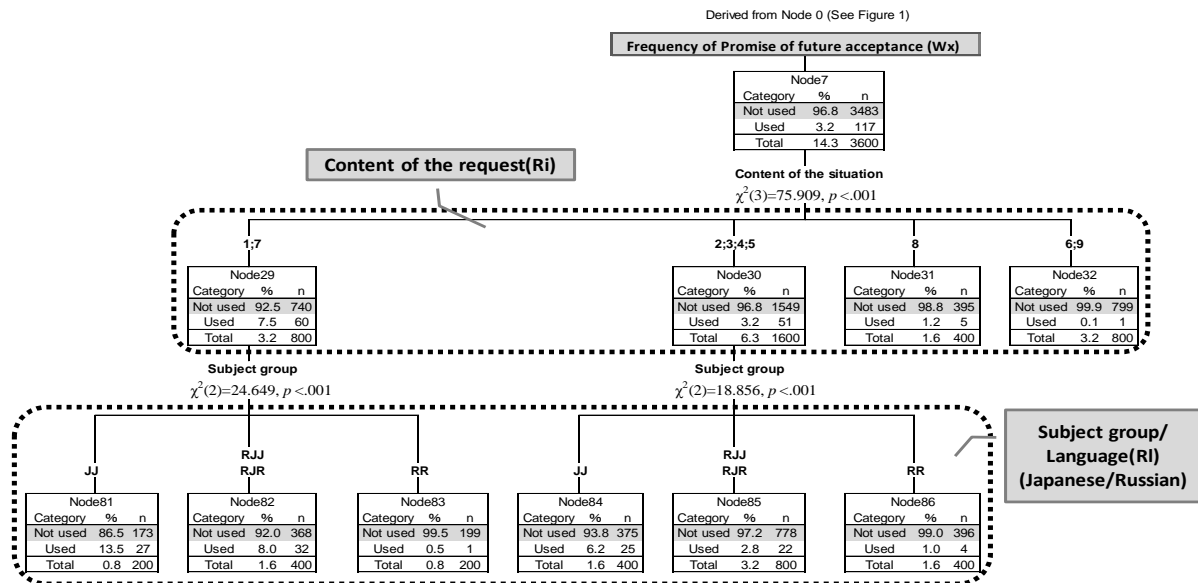 Derived from Node 0 (See Figure 1)
Frequency of Promise of future acceptance (Wx)
Node7
Category % n
Not used 96.8 3483
Used 3.2 117
Total 14.3 3600
Content of the request(Ri)
Content of the situation
χ²(3)=75.909, p<.001
1;7
2;3;4;5
8
6;9
Node29
Category % n
Not used 92.5 740
Used 7.5 60
Total 3.2 800
Node30
Category % n
Not used 96.8 1549
Used 3.2 51
Total 6.3 1600
Node31
Category % n
Not used 98.8 395
Used 1.2 5
Total 1.6 400
Node32
Category % n
Not used 99.9 799
Used 0.1 1
Total 3.2 800
Subject group
χ²(2)=24.649, p<.001
Subject group
χ²(2)=18.856, p<.001
Subject group/
Language(Rl)
(Japanese/Russian)
JJ
RJJ
RJR
RR
JJ
RJJ
RJR
RR
Node81
Category % n
Not used 86.5 173
Used 13.5 27
Total 0.8 200
Node82
Category % n
Not used 92.0 368
Used 8.0 32
Total 1.6 400
Node83
Category % n
Not used 99.5 199
Used 0.5 1
Total 0.8 200
Node84
Category % n
Not used 93.8 375
Used 6.2 25
Total 1.6 400
Node85
Category % n
Not used 97.2 778
Used 2.8 22
Total 3.2 800
Node86
Category % n
Not used 99.0 396
Used 1.0 4
Total 1.6 400